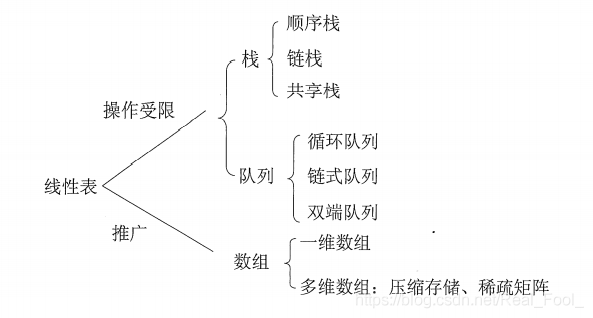 顺序栈
栈
链栈
共享栈
操作受限
循环队列
队列
链式队列
线性表
双端队列
推广
一维数组
数组
多维数组：压缩存储、稀疏矩阵
https://blog.csdn.net/Real_Fool_